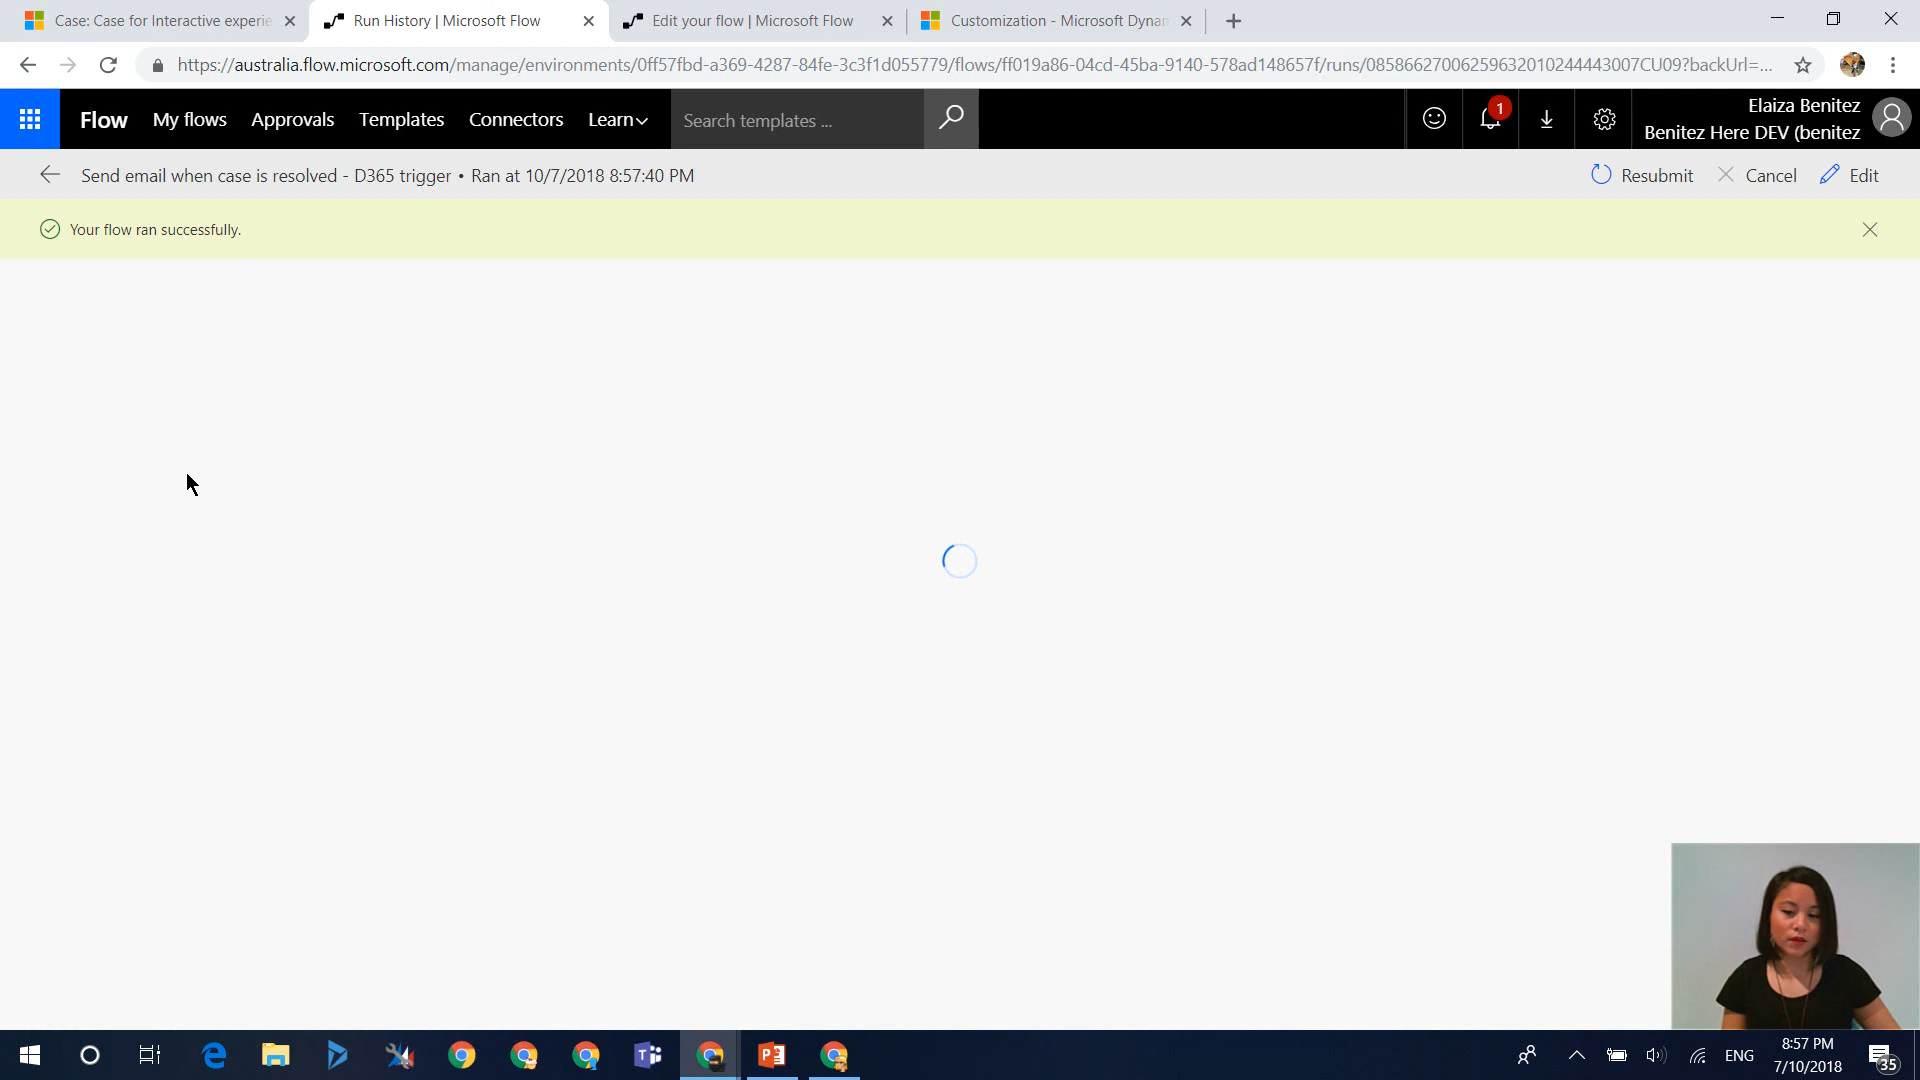 Case: Case for Interactive experie
Run History | Microsoft Flow
Edit your flow | Microsoft Flow
Customization - Microsoft Dynam
https://australia.flow.microsoft.com/manage/environments/0ff57fbd-a369-4287-84fe-3c3f1d055779/flows/ff019a86-04cd-45ba-9140-578ad148657f/runs/08586627006259632010244443007CU09?backUrl=...
Flow My flows Approvals Templates Connectors Learn Search templates ... 1
Elaiza Benitez
Benitez Here DEV (benitez
Send email when case is resolved - D365 trigger • Ran at 10/7/2018 8:57:40 PM Resubmit Cancel Edit
Your flow ran successfully.
ENG
8:57 PM
7/10/2018
35